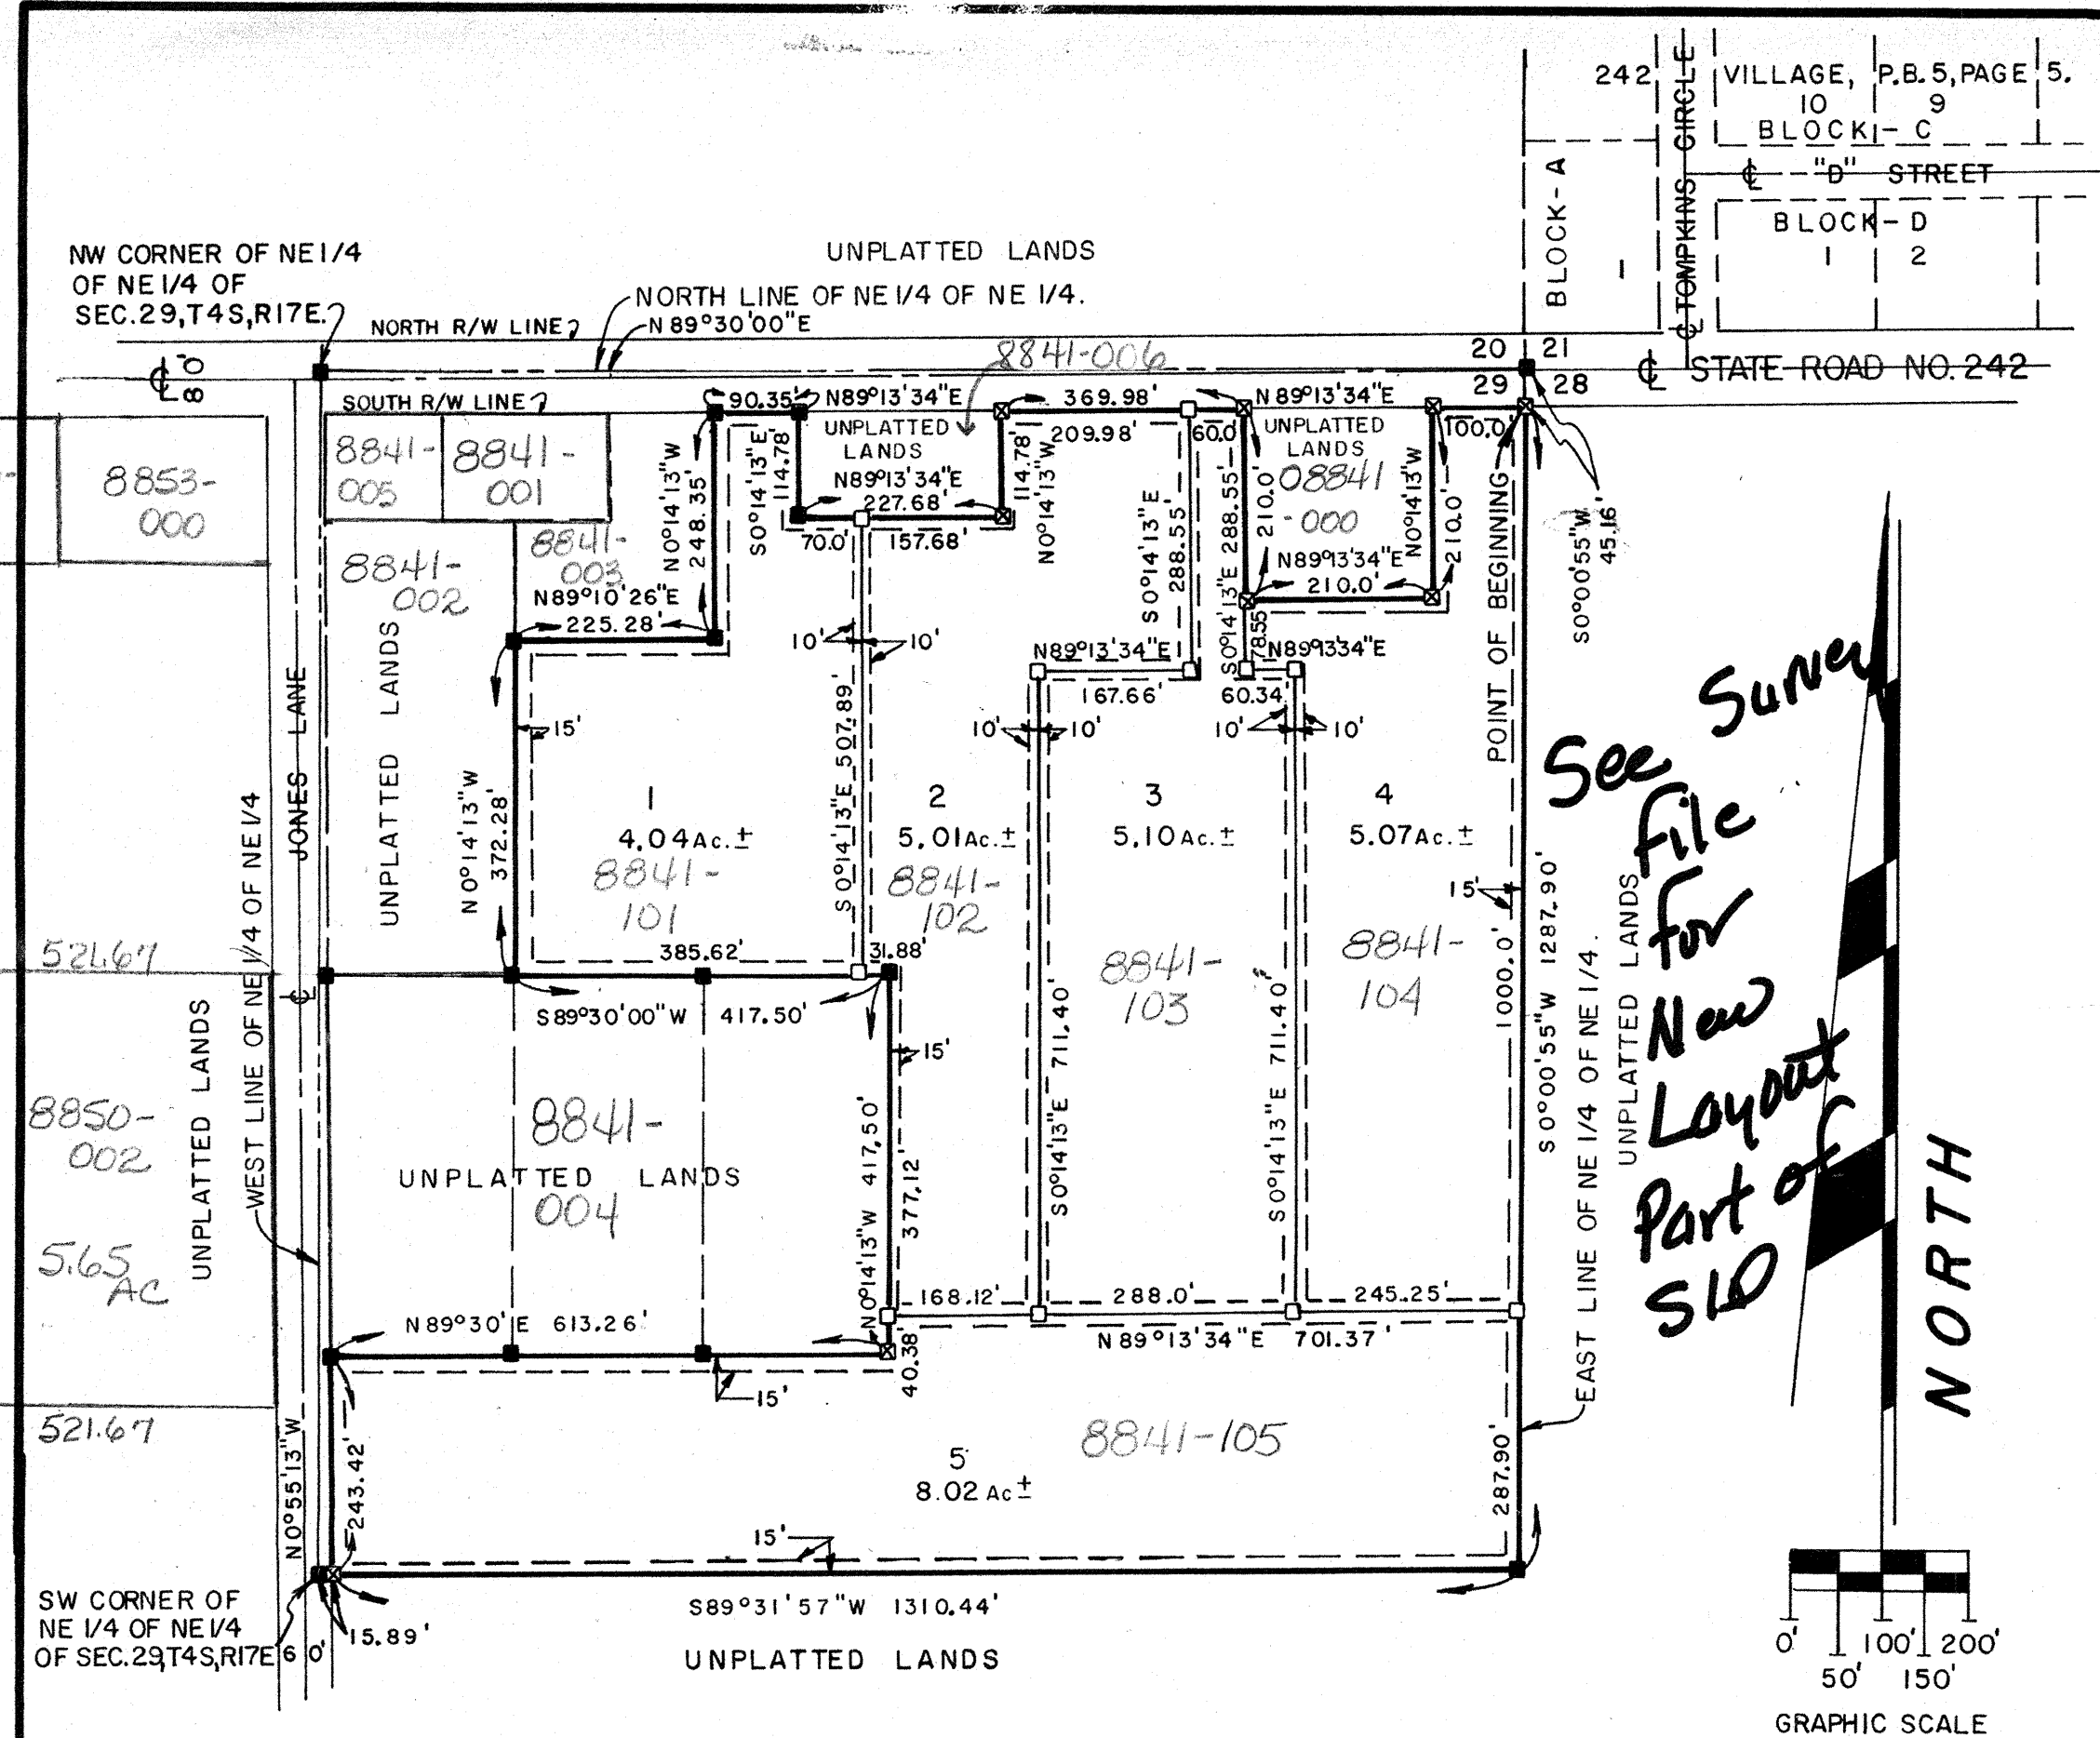 242
VILLAGE, P.B. 5, PAGE 5.
10 9
BLOCK - C
℄ TOMPKINS CIRCLE
℄ "D" STREET
BLOCK - D
1 2
BLOCK - A
1
NW CORNER OF NE 1/4
OF NE 1/4 OF
SEC. 29, T4S, R17E.
UNPLATTED LANDS
NORTH LINE OF NE 1/4 OF NE 1/4.
NORTH R/W LINE
N 89°30'00"E
8841-006
20 21
29 28
℄ STATE ROAD NO. 242
℄
80'
SOUTH R/W LINE
90.35'
N89°13'34"E
369.98'
N 89°13'34"E
UNPLATTED
LANDS
209.98'
60.0'
UNPLATTED
LANDS
100.0'
8853-
000
8841-
005
8841-
001
N0°14'13"W
248.35'
S0°14'13"E
114.78'
N89°13'34"E
227.68'
114.78'
N0°14'13"W
S0°14'13"E
288.55'
S0°14'13"E 288.55'
210.0'
08841
-000
N0°14'13"W
210.0'
N89°13'34"E
210.0'
POINT OF BEGINNING
S0°00'55"W
45.16'
70.0'
157.68'
8841-
002
8841-
003
N89°10'26"E
225.28'
10'
10'
78.55
N89°13'34"E
167.66'
N89°13'34"E
60.34'
10'
10'
10'
10'
15'
JONES LANE
UNPLATTED LANDS
N0°14'13"W
372.28'
S0°14'13"E 507.89'
1
4.04 Ac. ±
8841-
101
2
5.01 Ac. ±
8841-
102
3
5.10 Ac. ±
8841-
103
4
5.07 Ac. ±
8841-
104
15'
1000.0'
S0°00'55"W 1287.90'
UNPLATTED LANDS
EAST LINE OF NE 1/4 OF NE 1/4.
See Survey
File
for
New
Layout
Part of
SLD
NORTH
521.67
385.62'
31.88'
℄
S89°30'00"W 417.50'
15'
UNPLATTED LANDS
WEST LINE OF NE 1/4 OF NE 1/4
8850-
002
5.65
AC
8841-
UNPLATTED LANDS
004
N0°14'13"W 417.50'
377.12'
S0°14'13"E 711.40'
S0°14'13"E 711.40'
168.12'
288.0'
245.25'
N89°30'E 613.26'
N89°13'34"E 701.37'
40.38'
15'
521.67
N0°55'13"W
243.42'
5
8.02 Ac ±
8841-105
287.90'
15'
S89°31'57"W 1310.44'
SW CORNER OF
NE 1/4 OF NE 1/4
OF SEC. 29, T4S, R17E
60'
15.89'
UNPLATTED LANDS
0' 100' 200'
50' 150'
GRAPHIC SCALE